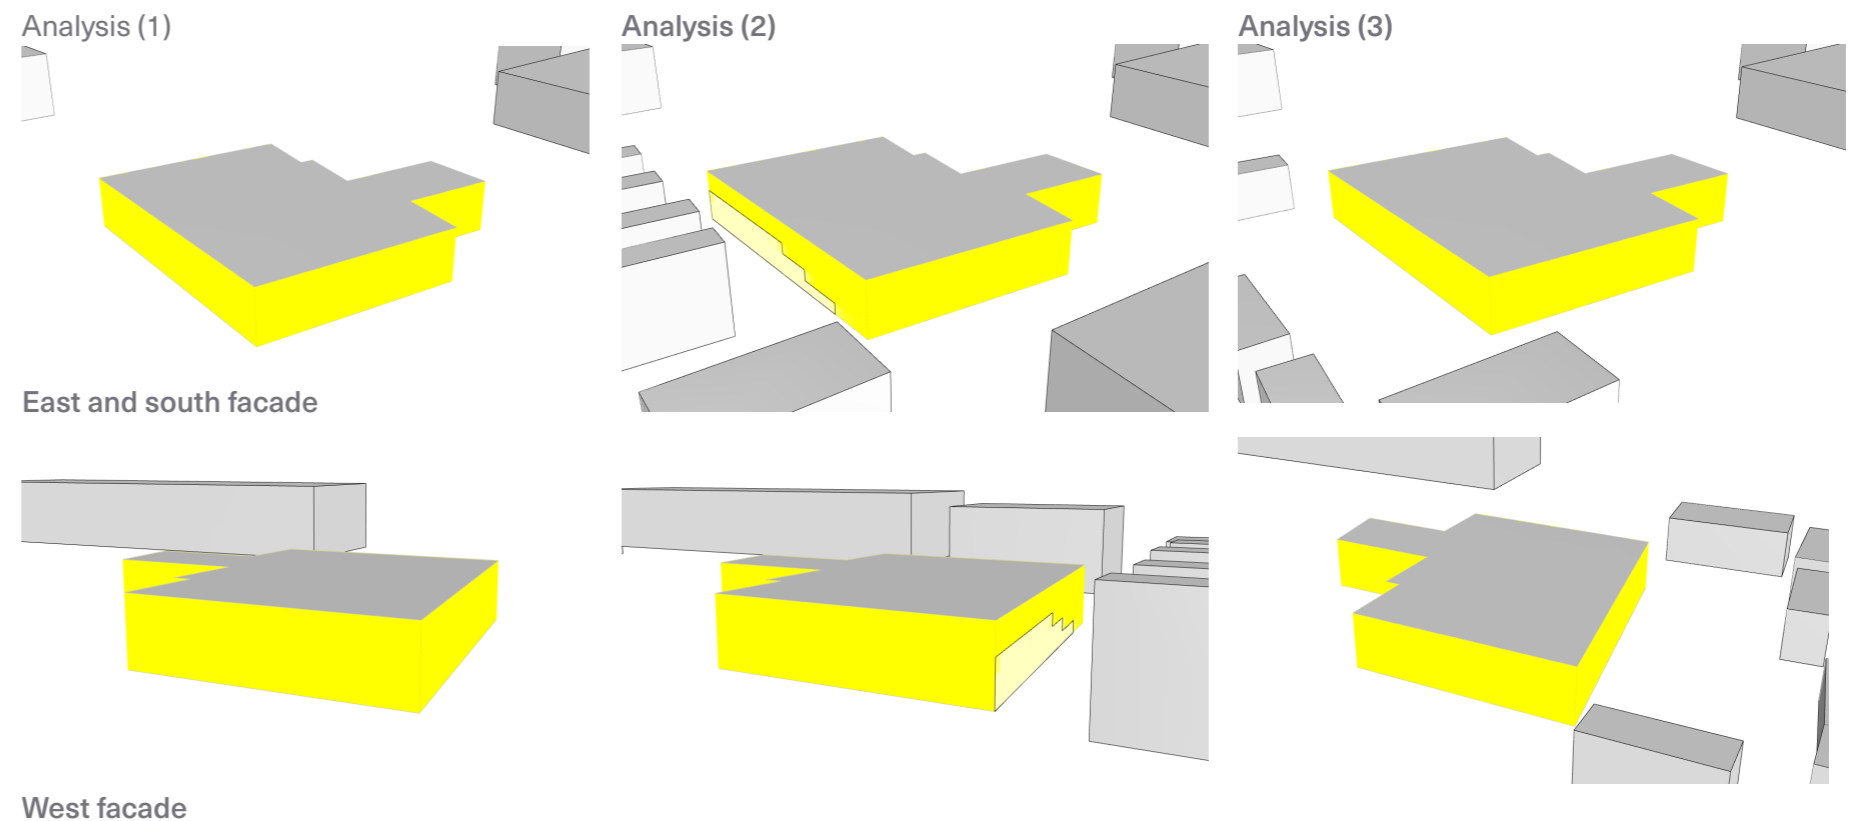 Analysis (1)
Analysis (2)
Analysis (3)
East and south facade
West facade